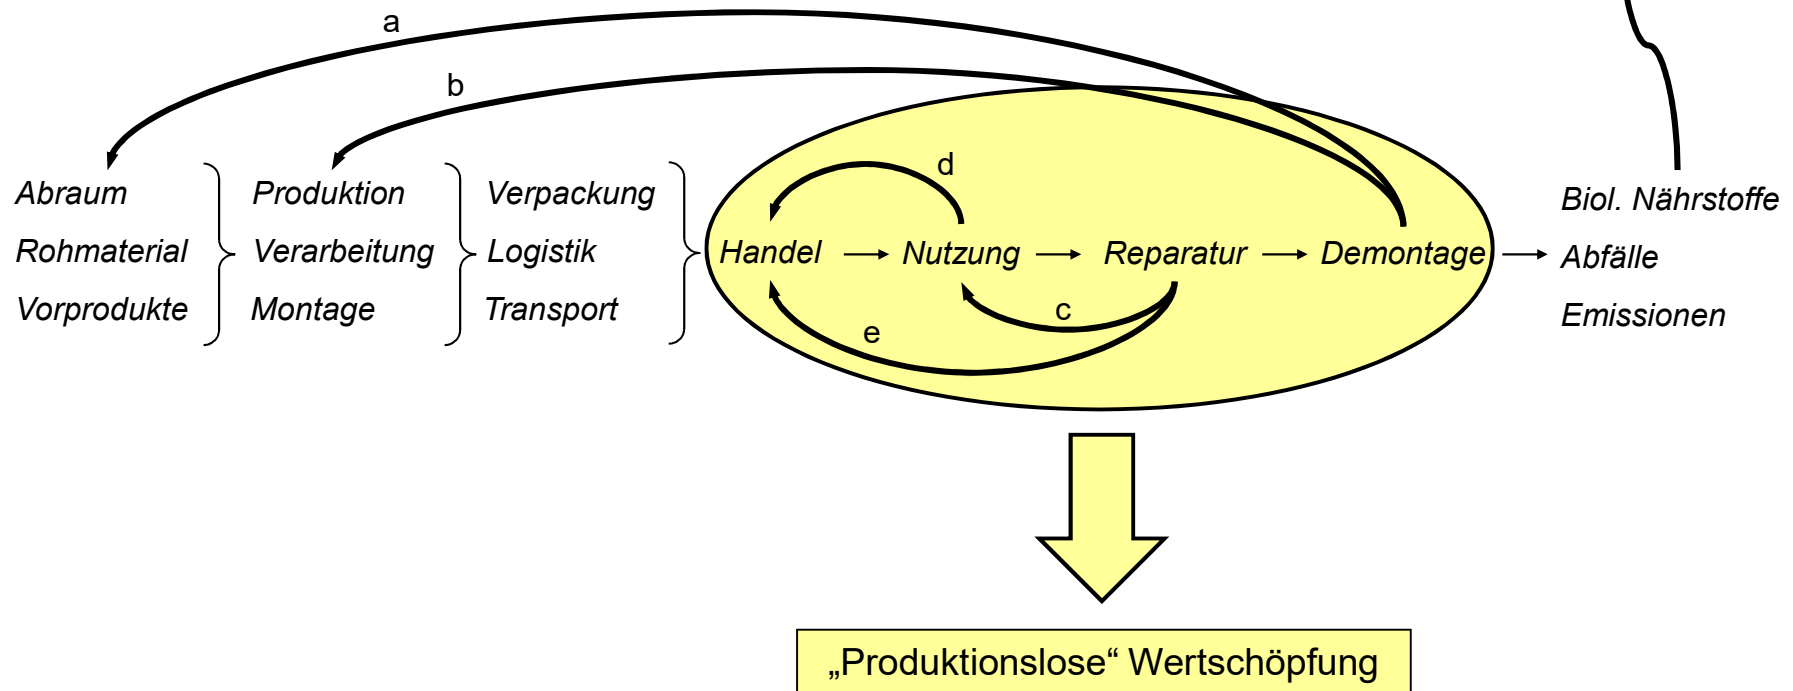 a
b
d
Abraum
Produktion
Verpackung
Biol. Nährstoffe
Rohmaterial
Verarbeitung
Logistik
Handel
Nutzung
Reparatur
Demontage
Abfälle
Vorprodukte
Montage
Transport
c
e
Emissionen
„Produktionslose“ Wertschöpfung